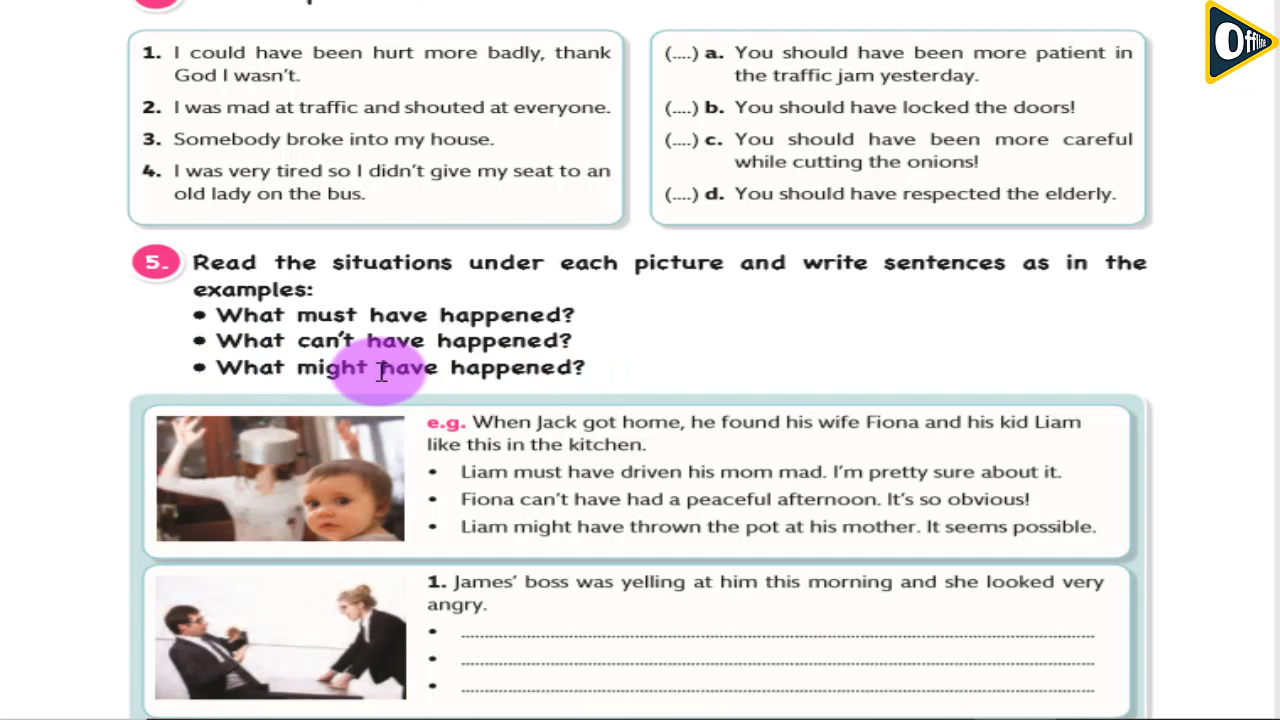 Offline
1. I could have been hurt more badly, thank
God I wasn't.
2. I was mad at traffic and shouted at everyone.
3. Somebody broke into my house.
4. I was very tired so I didn't give my seat to an
old lady on the bus.
(....) a. You should have been more patient in
the traffic jam yesterday.
(....) b. You should have locked the doors!
(....) c. You should have been more careful
while cutting the onions!
(....) d. You should have respected the elderly.
5. Read the situations under each picture and write sentences as in the
examples:
• What must have happened?
• What can't have happened?
• What might have happened?
e.g. When Jack got home, he found his wife Fiona and his kid Liam
like this in the kitchen.
• Liam must have driven his mom mad. I'm pretty sure about it.
• Fiona can't have had a peaceful afternoon. It's so obvious!
• Liam might have thrown the pot at his mother. It seems possible.
1. James' boss was yelling at him this morning and she looked very
angry.
• ........................................
• ........................................
• ........................................